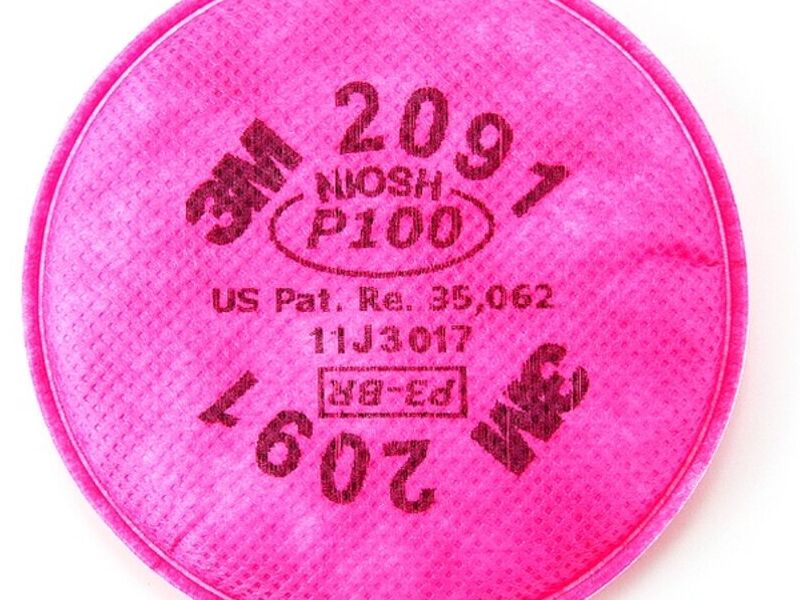 3M 2091
NIOSH
P100
US Pat. Re. 35,062
11J3017
P3-BR
3M 2091